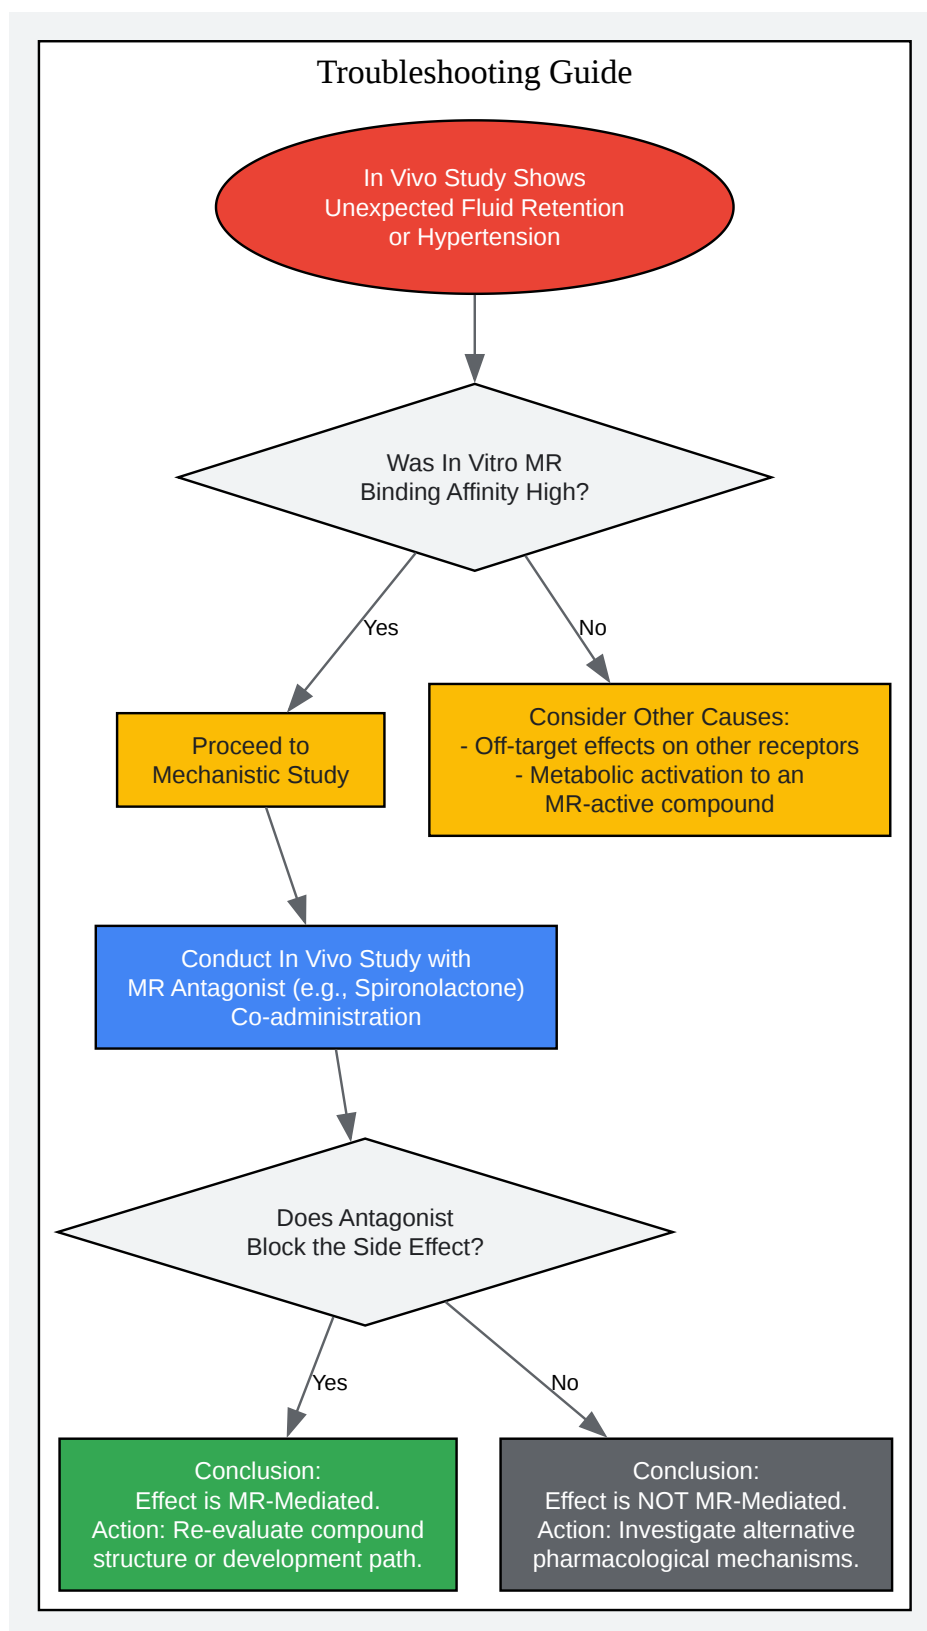 Troubleshooting Guide
In Vivo Study Shows
Unexpected Fluid Retention
or Hypertension
Was In Vitro MR
Binding Affinity High?
Yes
No
Proceed to
Mechanistic Study
Consider Other Causes:
- Off-target effects on other receptors
- Metabolic activation to an
MR-active compound
Conduct In Vivo Study with
MR Antagonist (e.g., Spironolactone)
Co-administration
Does Antagonist
Block the Side Effect?
Yes
No
Conclusion:
Effect is MR-Mediated.
Action: Re-evaluate compound
structure or development path.
Conclusion:
Effect is NOT MR-Mediated.
Action: Investigate alternative
pharmacological mechanisms.